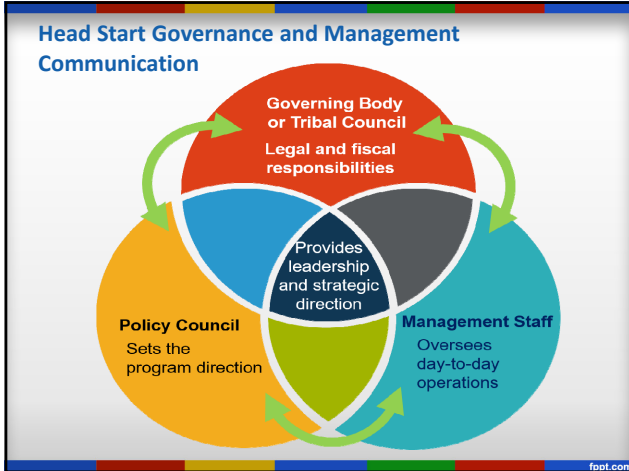 Head Start Governance and Management
Communication
Governing Body
or Tribal Council
Legal and fiscal
responsibilities
Provides
leadership
and strategic
direction
Policy Council
Sets the
program direction
Management Staff
Oversees
day-to-day
operations
fppt.com